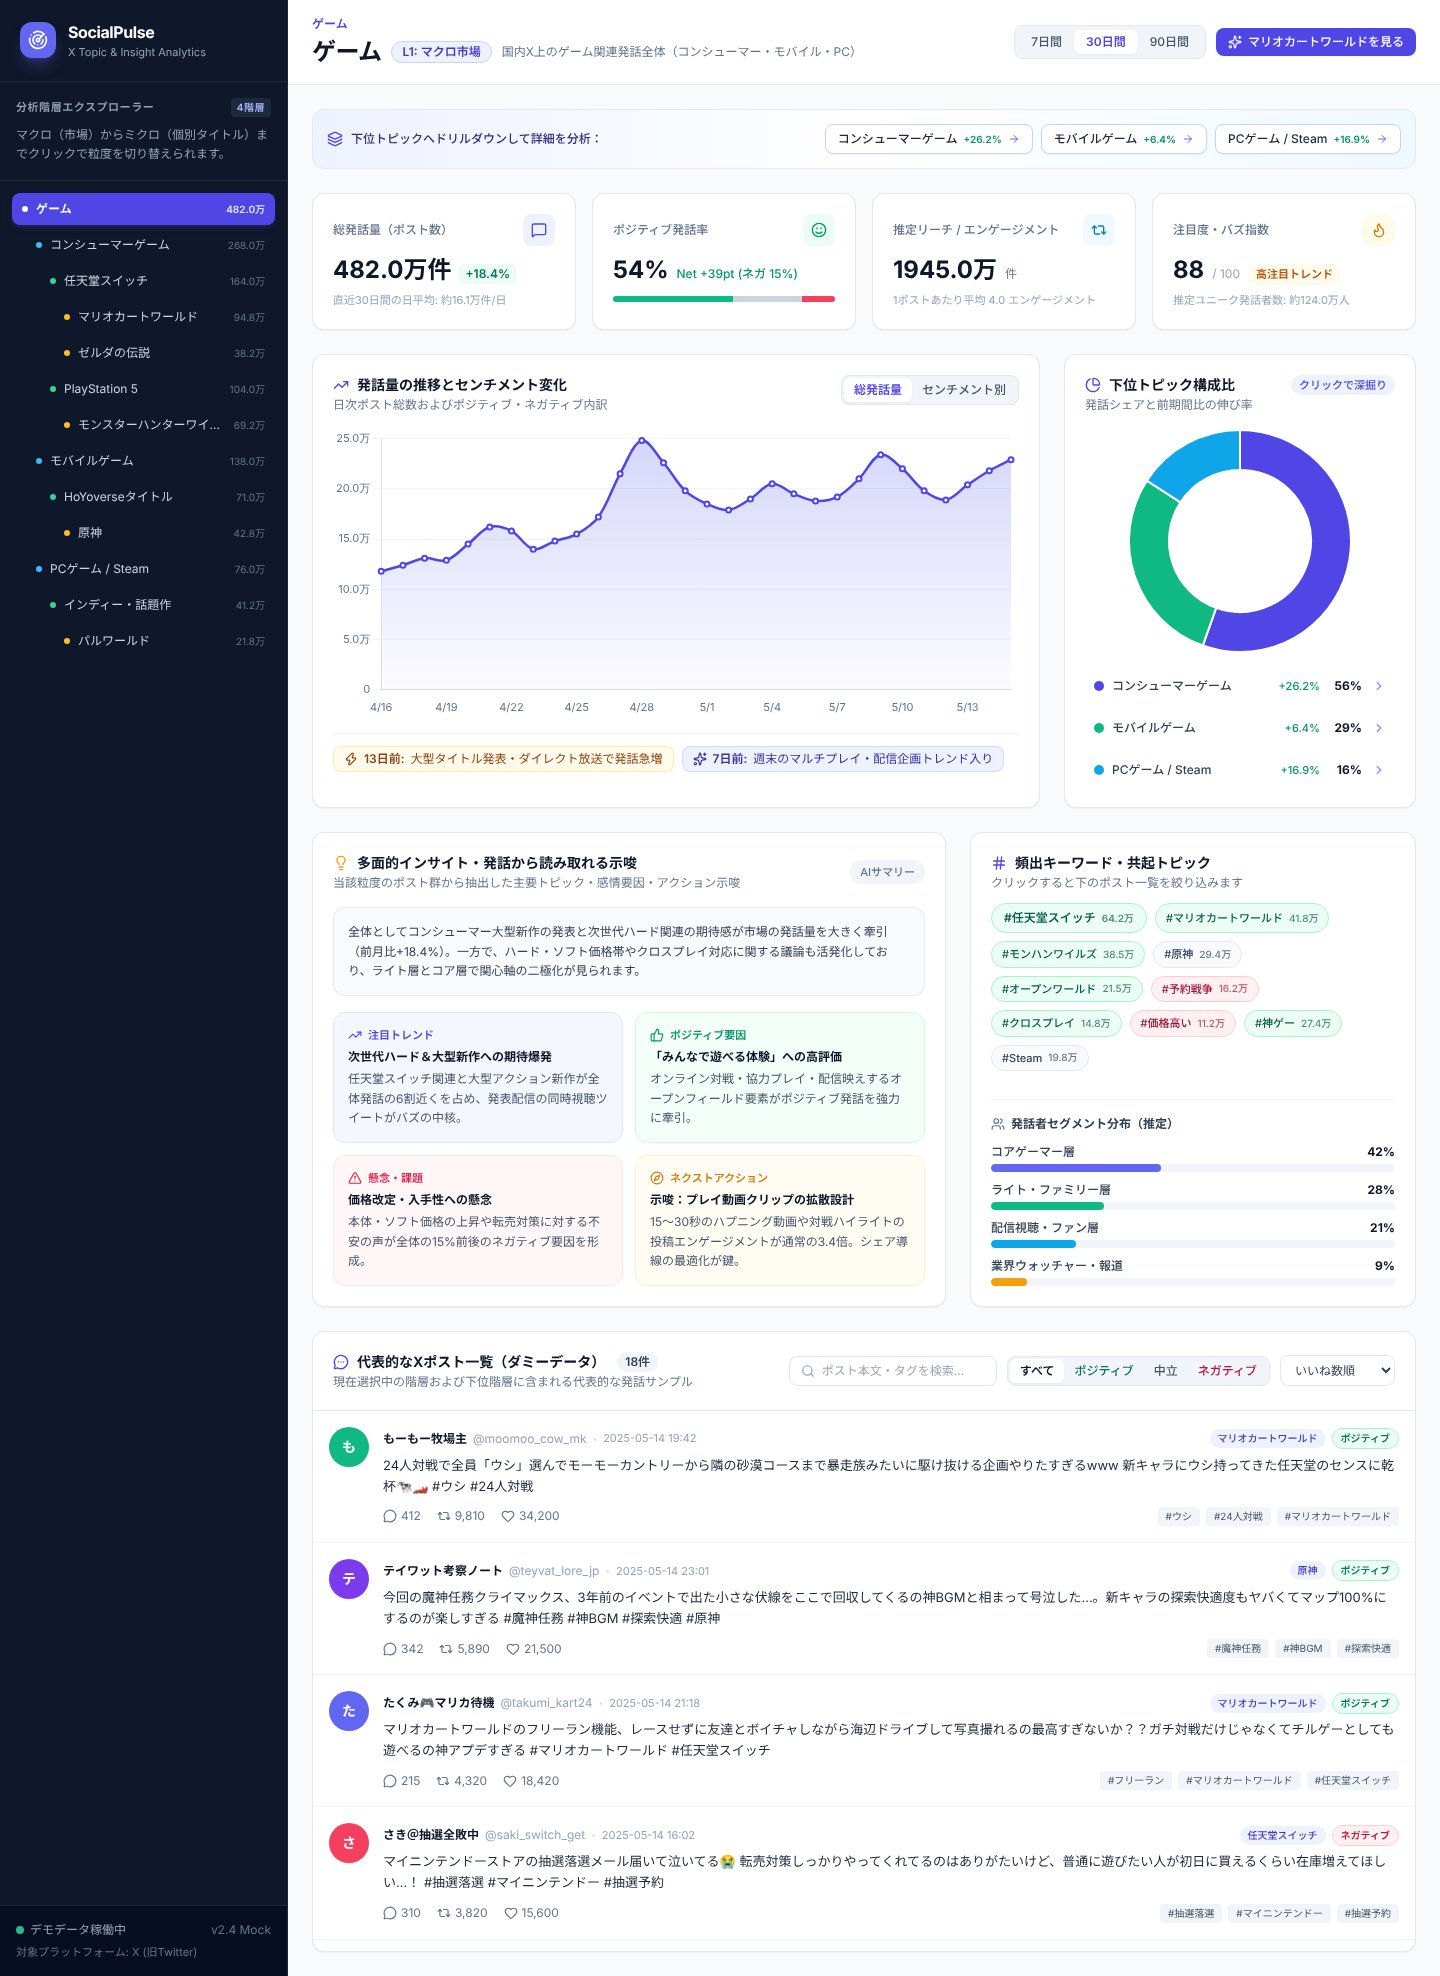 SocialPulse
X Topic & Insight Analytics
分析階層エクスプローラー
4階層
マクロ（市場）からミクロ（個別タイトル）ま
でクリックで粒度を切り替えられます。
ゲーム 482.0万
コンシューマーゲーム 268.0万
任天堂スイッチ 164.0万
マリオカートワールド 94.8万
ゼルダの伝説 38.2万
PlayStation 5 104.0万
モンスターハンターワイ... 69.2万
モバイルゲーム 138.0万
HoYoverseタイトル 71.0万
原神 42.8万
PCゲーム / Steam 76.0万
インディー・話題作 41.2万
パルワールド 21.8万
デモデータ稼働中 v2.4 Mock
対象プラットフォーム: X (旧Twitter)
ゲーム
ゲーム L1: マクロ市場 国内X上のゲーム関連発話全体（コンシューマー・モバイル・PC）
7日間 30日間 90日間 マリオカートワールドを見る
下位トピックへドリルダウンして詳細を分析：
コンシューマーゲーム +26.2% →
モバイルゲーム +6.4% →
PCゲーム / Steam +16.9% →
総発話量（ポスト数）
482.0万件 +18.4%
直近30日間の日平均: 約16.1万件/日
ポジティブ発話率
54% Net +39pt (ネガ 15%)
推定リーチ / エンゲージメント
1945.0万 件
1ポストあたり平均 4.0 エンゲージメント
注目度・バズ指数
88 / 100 高注目トレンド
推定ユニーク発話者数: 約124.0万人
発話量の推移とセンチメント変化
日次ポスト総数およびポジティブ・ネガティブ内訳
総発話量 センチメント別
25.0万
20.0万
15.0万
10.0万
5.0万
0
4/16 4/19 4/22 4/25 4/28 5/1 5/4 5/7 5/10 5/13
13日前: 大型タイトル発表・ダイレクト放送で発話急増
7日前: 週末のマルチプレイ・配信企画トレンド入り
下位トピック構成比
クリックで深掘り
発話シェアと前期間比の伸び率
コンシューマーゲーム +26.2% 56%
モバイルゲーム +6.4% 29%
PCゲーム / Steam +16.9% 16%
多面的インサイト・発話から読み取れる示唆
当該粒度のポスト群から抽出した主要トピック・感情要因・アクション示唆
AIサマリー
全体としてコンシューマー大型新作の発表と次世代ハード関連の期待感が市場の発話量を大きく牽引
（前月比+18.4%）。一方で、ハード・ソフト価格帯やクロスプレイ対応に関する議論も活発化してお
り、ライト層とコア層で関心軸の二極化が見られます。
注目トレンド
次世代ハード＆大型新作への期待爆発
任天堂スイッチ関連と大型アクション新作が全
体発話の6割近くを占め、発表配信の同時視聴ツ
イートがバズの中核。
ポジティブ要因
「みんなで遊べる体験」への高評価
オンライン対戦・協力プレイ・配信映えするオ
ープンフィールド要素がポジティブ発話を強力
に牽引。
懸念・課題
価格改定・入手性への懸念
本体・ソフト価格の上昇や転売対策に対する不
安の声が全体の15%前後のネガティブ要因を形
成。
ネクストアクション
示唆：プレイ動画クリップの拡散設計
15〜30秒のハプニング動画や対戦ハイライトの
投稿エンゲージメントが通常の3.4倍。シェア導
線の最適化が鍵。
頻出キーワード・共起トピック
クリックすると下のポスト一覧を絞り込みます
#任天堂スイッチ 64.2万 #マリオカートワールド 41.8万
#モンハンワイルズ 38.5万 #原神 29.4万
#オープンワールド 21.5万 #予約戦争 16.2万
#クロスプレイ 14.8万 #価格高い 11.2万 #神ゲー 27.4万
#Steam 19.8万
発話者セグメント分布（推定）
コアゲーマー層 42%
ライト・ファミリー層 28%
配信視聴・ファン層 21%
業界ウォッチャー・報道 9%
代表的なXポスト一覧（ダミーデータ） 18件
現在選択中の階層および下位階層に含まれる代表的な発話サンプル
ポスト本文・タグを検索...
すべて ポジティブ 中立 ネガティブ
いいね数順
も
もーもー牧場主 @moomoo_cow_mk · 2025-05-14 19:42
マリオカートワールド ポジティブ
24人対戦で全員「ウシ」選んでモーモーカントリーから隣の砂漠コースまで暴走族みたいに駆け抜ける企画やりたすぎるwww 新キャラにウシ持ってきた任天堂のセンスに乾
杯🐄🏎️ #ウシ #24人対戦
412 9,810 34,200
#ウシ #24人対戦 #マリオカートワールド
テ
テイワット考察ノート @teyvat_lore_jp · 2025-05-14 23:01
原神 ポジティブ
今回の魔神任務クライマックス、3年前のイベントで出た小さな伏線をここで回収してくるの神BGMと相まって号泣した…。新キャラの探索快適度もヤバくてマップ100%に
するのが楽しすぎる #魔神任務 #神BGM #探索快適 #原神
342 5,890 21,500
#魔神任務 #神BGM #探索快適
た
たくみ🎮マリカ待機 @takumi_kart24 · 2025-05-14 21:18
マリオカートワールド ポジティブ
マリオカートワールドのフリーラン機能、レースせずに友達とボイチャしながら海辺ドライブして写真撮れるの最高すぎないか？？ガチ対戦だけじゃなくてチルゲーとしても
遊べるの神アプデすぎる #マリオカートワールド #任天堂スイッチ
215 4,320 18,420
#フリーラン #マリオカートワールド #任天堂スイッチ
さ
さき＠抽選全敗中 @saki_switch_get · 2025-05-14 16:02
任天堂スイッチ ネガティブ
マイニンテンドーストアの抽選落選メール届いて泣いてる😭 転売対策しっかりやってくれてるのはありがたいけど、普通に遊びたい人が初日に買えるくらい在庫増えてほし
い…！ #抽選落選 #マイニンテンドー #抽選予約
310 3,820 15,600
#抽選落選 #マイニンテンドー #抽選予約